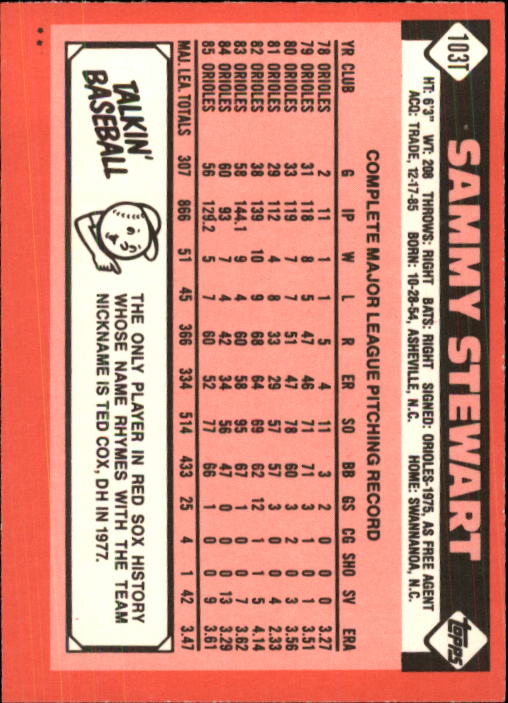 103T
SAMMY STEWART
topps
HT: 6'3" WT: 208 THROWS: RIGHT BATS: RIGHT SIGNED: ORIOLES-1975, AS FREE AGENT
ACQ: TRADE, 12-17-85 BORN: 10-28-54, ASHEVILLE, N.C. HOME: SWANNANOA, N.C.
COMPLETE MAJOR LEAGUE PITCHING RECORD
YR CLUB G IP W L R ER SO BB GS CG SHO SV ERA
78 ORIOLES 2 11 1 1 5 4 11 3 2 0 0 0 3.27
79 ORIOLES 31 118 8 5 47 46 71 71 3 1 0 1 3.51
80 ORIOLES 33 119 7 7 51 47 78 60 3 2 0 3 3.56
81 ORIOLES 29 112 4 8 33 29 57 57 3 0 0 4 2.33
82 ORIOLES 38 139 10 9 68 64 69 62 12 1 1 5 4.14
83 ORIOLES 58 144.1 9 4 60 58 95 67 1 0 0 7 3.62
84 ORIOLES 60 93 7 4 42 34 56 47 0 0 0 13 3.29
85 ORIOLES 56 129.2 5 7 60 52 77 66 1 0 0 9 3.61
MAJ. LEA. TOTALS 307 866 51 45 366 334 514 433 25 4 1 42 3.47
TALKIN'
BASEBALL
THE ONLY PLAYER IN RED SOX HISTORY
WHOSE NAME RHYMES WITH THE TEAM
NICKNAME IS TED COX, DH IN 1977.
**